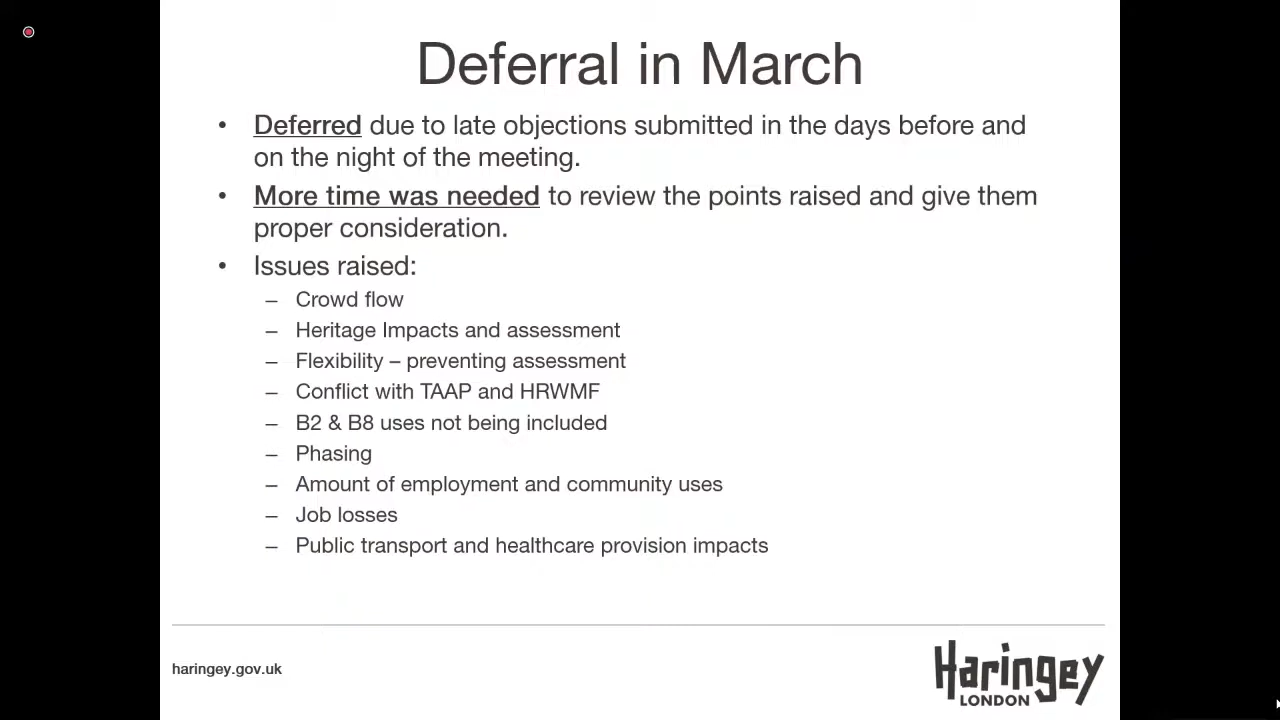 Deferral in March
• Deferred due to late objections submitted in the days before and
on the night of the meeting.
• More time was needed to review the points raised and give them
proper consideration.
• Issues raised:
– Crowd flow
– Heritage Impacts and assessment
– Flexibility – preventing assessment
– Conflict with TAAP and HRWMF
– B2 & B8 uses not being included
– Phasing
– Amount of employment and community uses
– Job losses
– Public transport and healthcare provision impacts
haringey.gov.uk
Haringey
LONDON